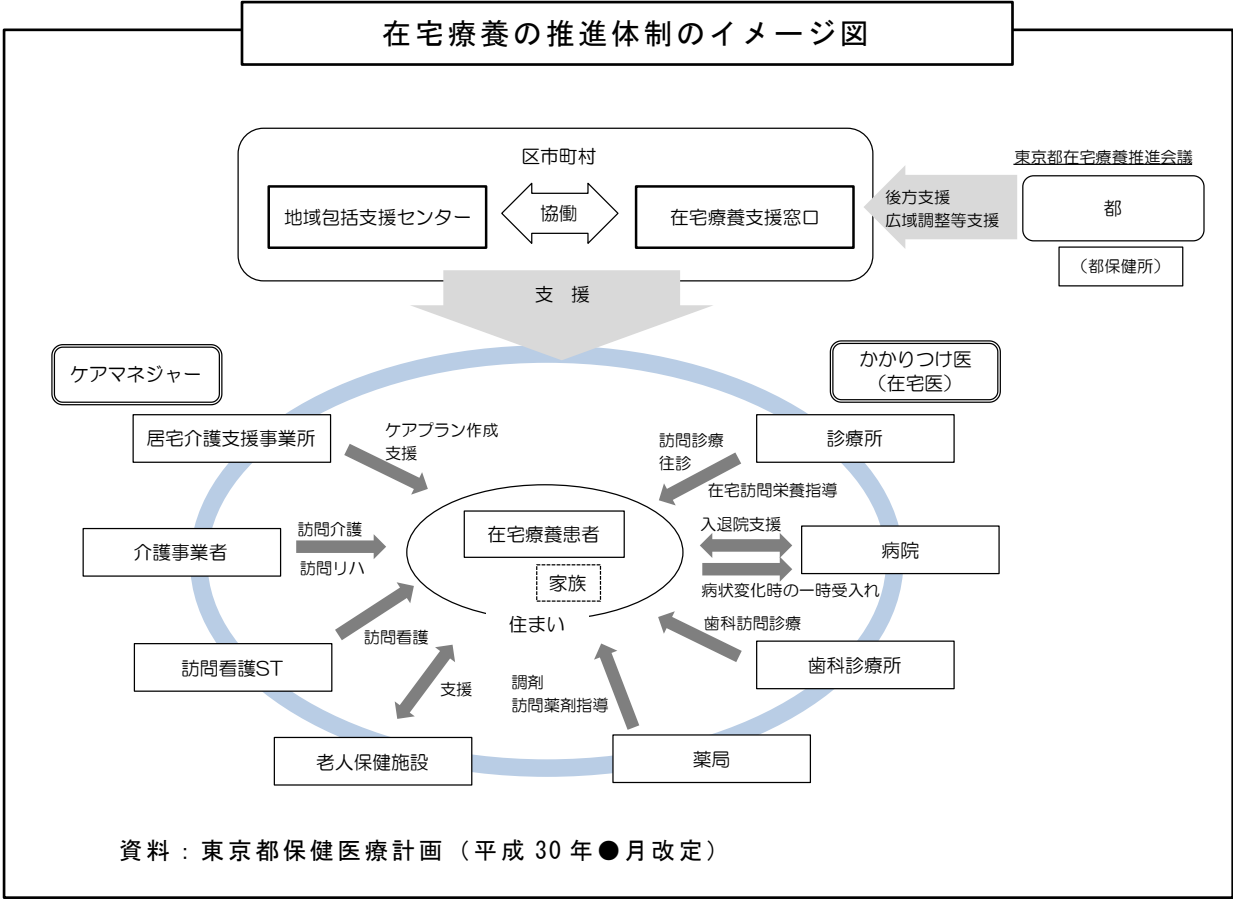 在宅療養の推進体制のイメージ図
区市町村
地域包括支援センター
協働
在宅療養支援窓口
後方支援
広域調整等支援
東京都在宅療養推進会議
都
（都保健所）
支　援
ケアマネジャー
かかりつけ医
（在宅医）
居宅介護支援事業所
ケアプラン作成
支援
訪問診療
往診
診療所
在宅訪問栄養指導
介護事業者
訪問介護
訪問リハ
在宅療養患者
家族
住まい
入退院支援
病状変化時の一時受入れ
病院
訪問看護ST
訪問看護
歯科訪問診療
歯科診療所
老人保健施設
支援
調剤
訪問薬剤指導
薬局
資料：東京都保健医療計画（平成 30 年●月改定）